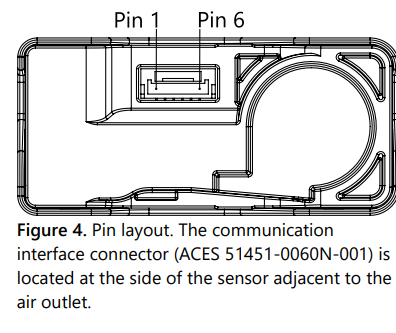 Pin 1 Pin 6
Figure 4. Pin layout. The communication
interface connector (ACES 51451-0060N-001) is
located at the side of the sensor adjacent to the
air outlet.